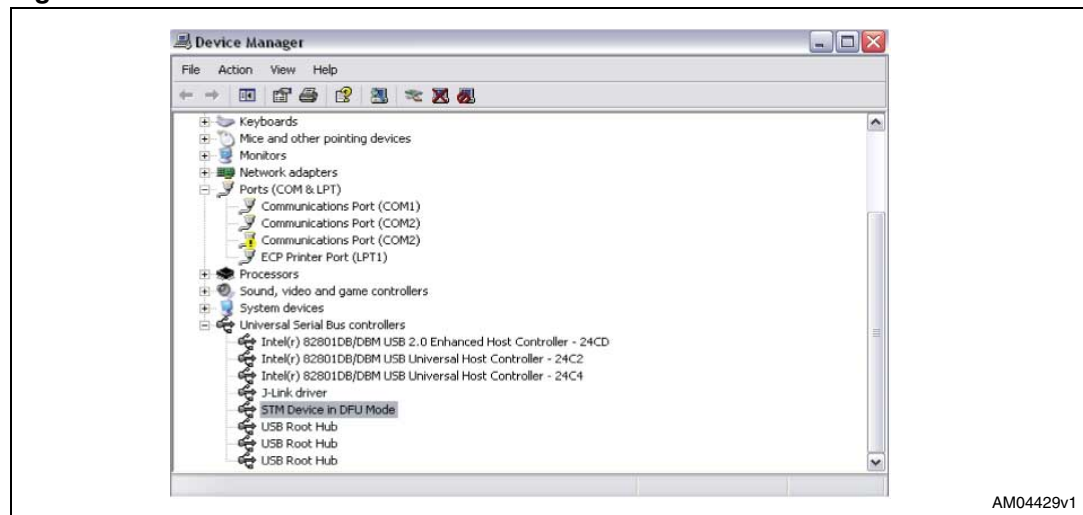 Device Manager
File Action View Help
Keyboards
Mice and other pointing devices
Monitors
Network adapters
Ports (COM & LPT)
Communications Port (COM1)
Communications Port (COM2)
Communications Port (COM2)
ECP Printer Port (LPT1)
Processors
Sound, video and game controllers
System devices
Universal Serial Bus controllers
Intel(r) 82801DB/DBM USB 2.0 Enhanced Host Controller - 24CD
Intel(r) 82801DB/DBM USB Universal Host Controller - 24C2
Intel(r) 82801DB/DBM USB Universal Host Controller - 24C4
J-Link driver
STM Device in DFU Mode
USB Root Hub
USB Root Hub
USB Root Hub
AM04429v1